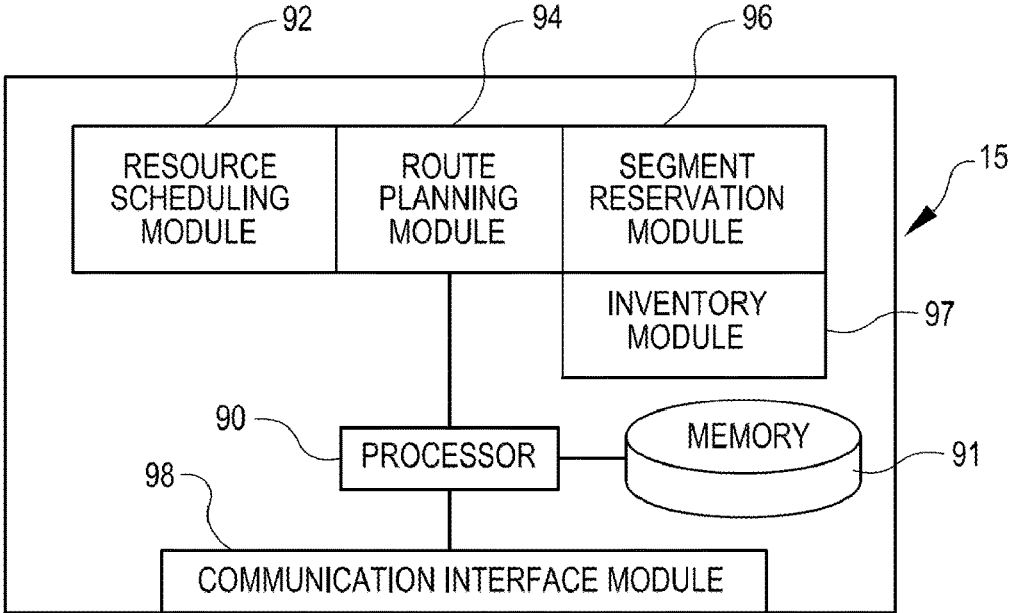 92
94
96
RESOURCE
SCHEDULING
MODULE
ROUTE
PLANNING
MODULE
SEGMENT
RESERVATION
MODULE
15
INVENTORY
MODULE
97
90
PROCESSOR
MEMORY
91
98
COMMUNICATION INTERFACE MODULE